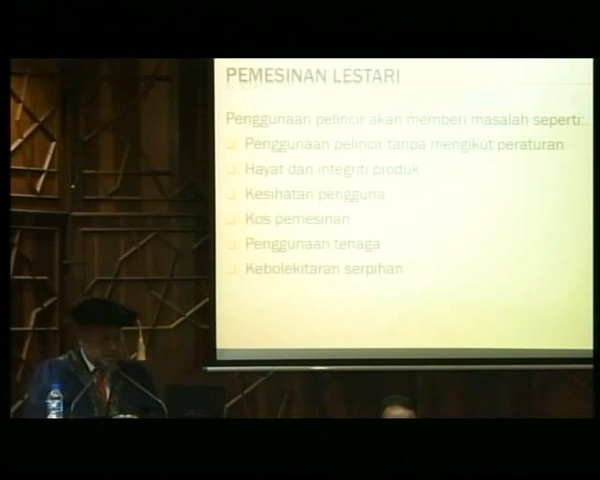 PEMESINAN LESTARI
Penggunaan pelincir akan memberi masalah seperti:
Penggunaan pelincir tanpa mengikut peraturan
Hayat dan integriti produk
Kesihatan pengguna
Kos pemesinan
Penggunaan tenaga
Kebolekitaran serpihan